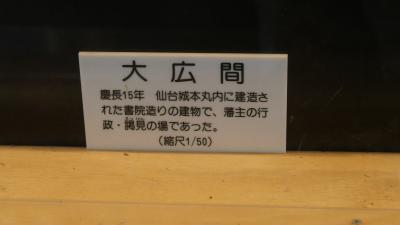 大広間
慶長15年 仙台城本丸内に建造さ
れた書院造りの建物で、藩主の行
政・謁見の場であった。
(縮尺1/50)